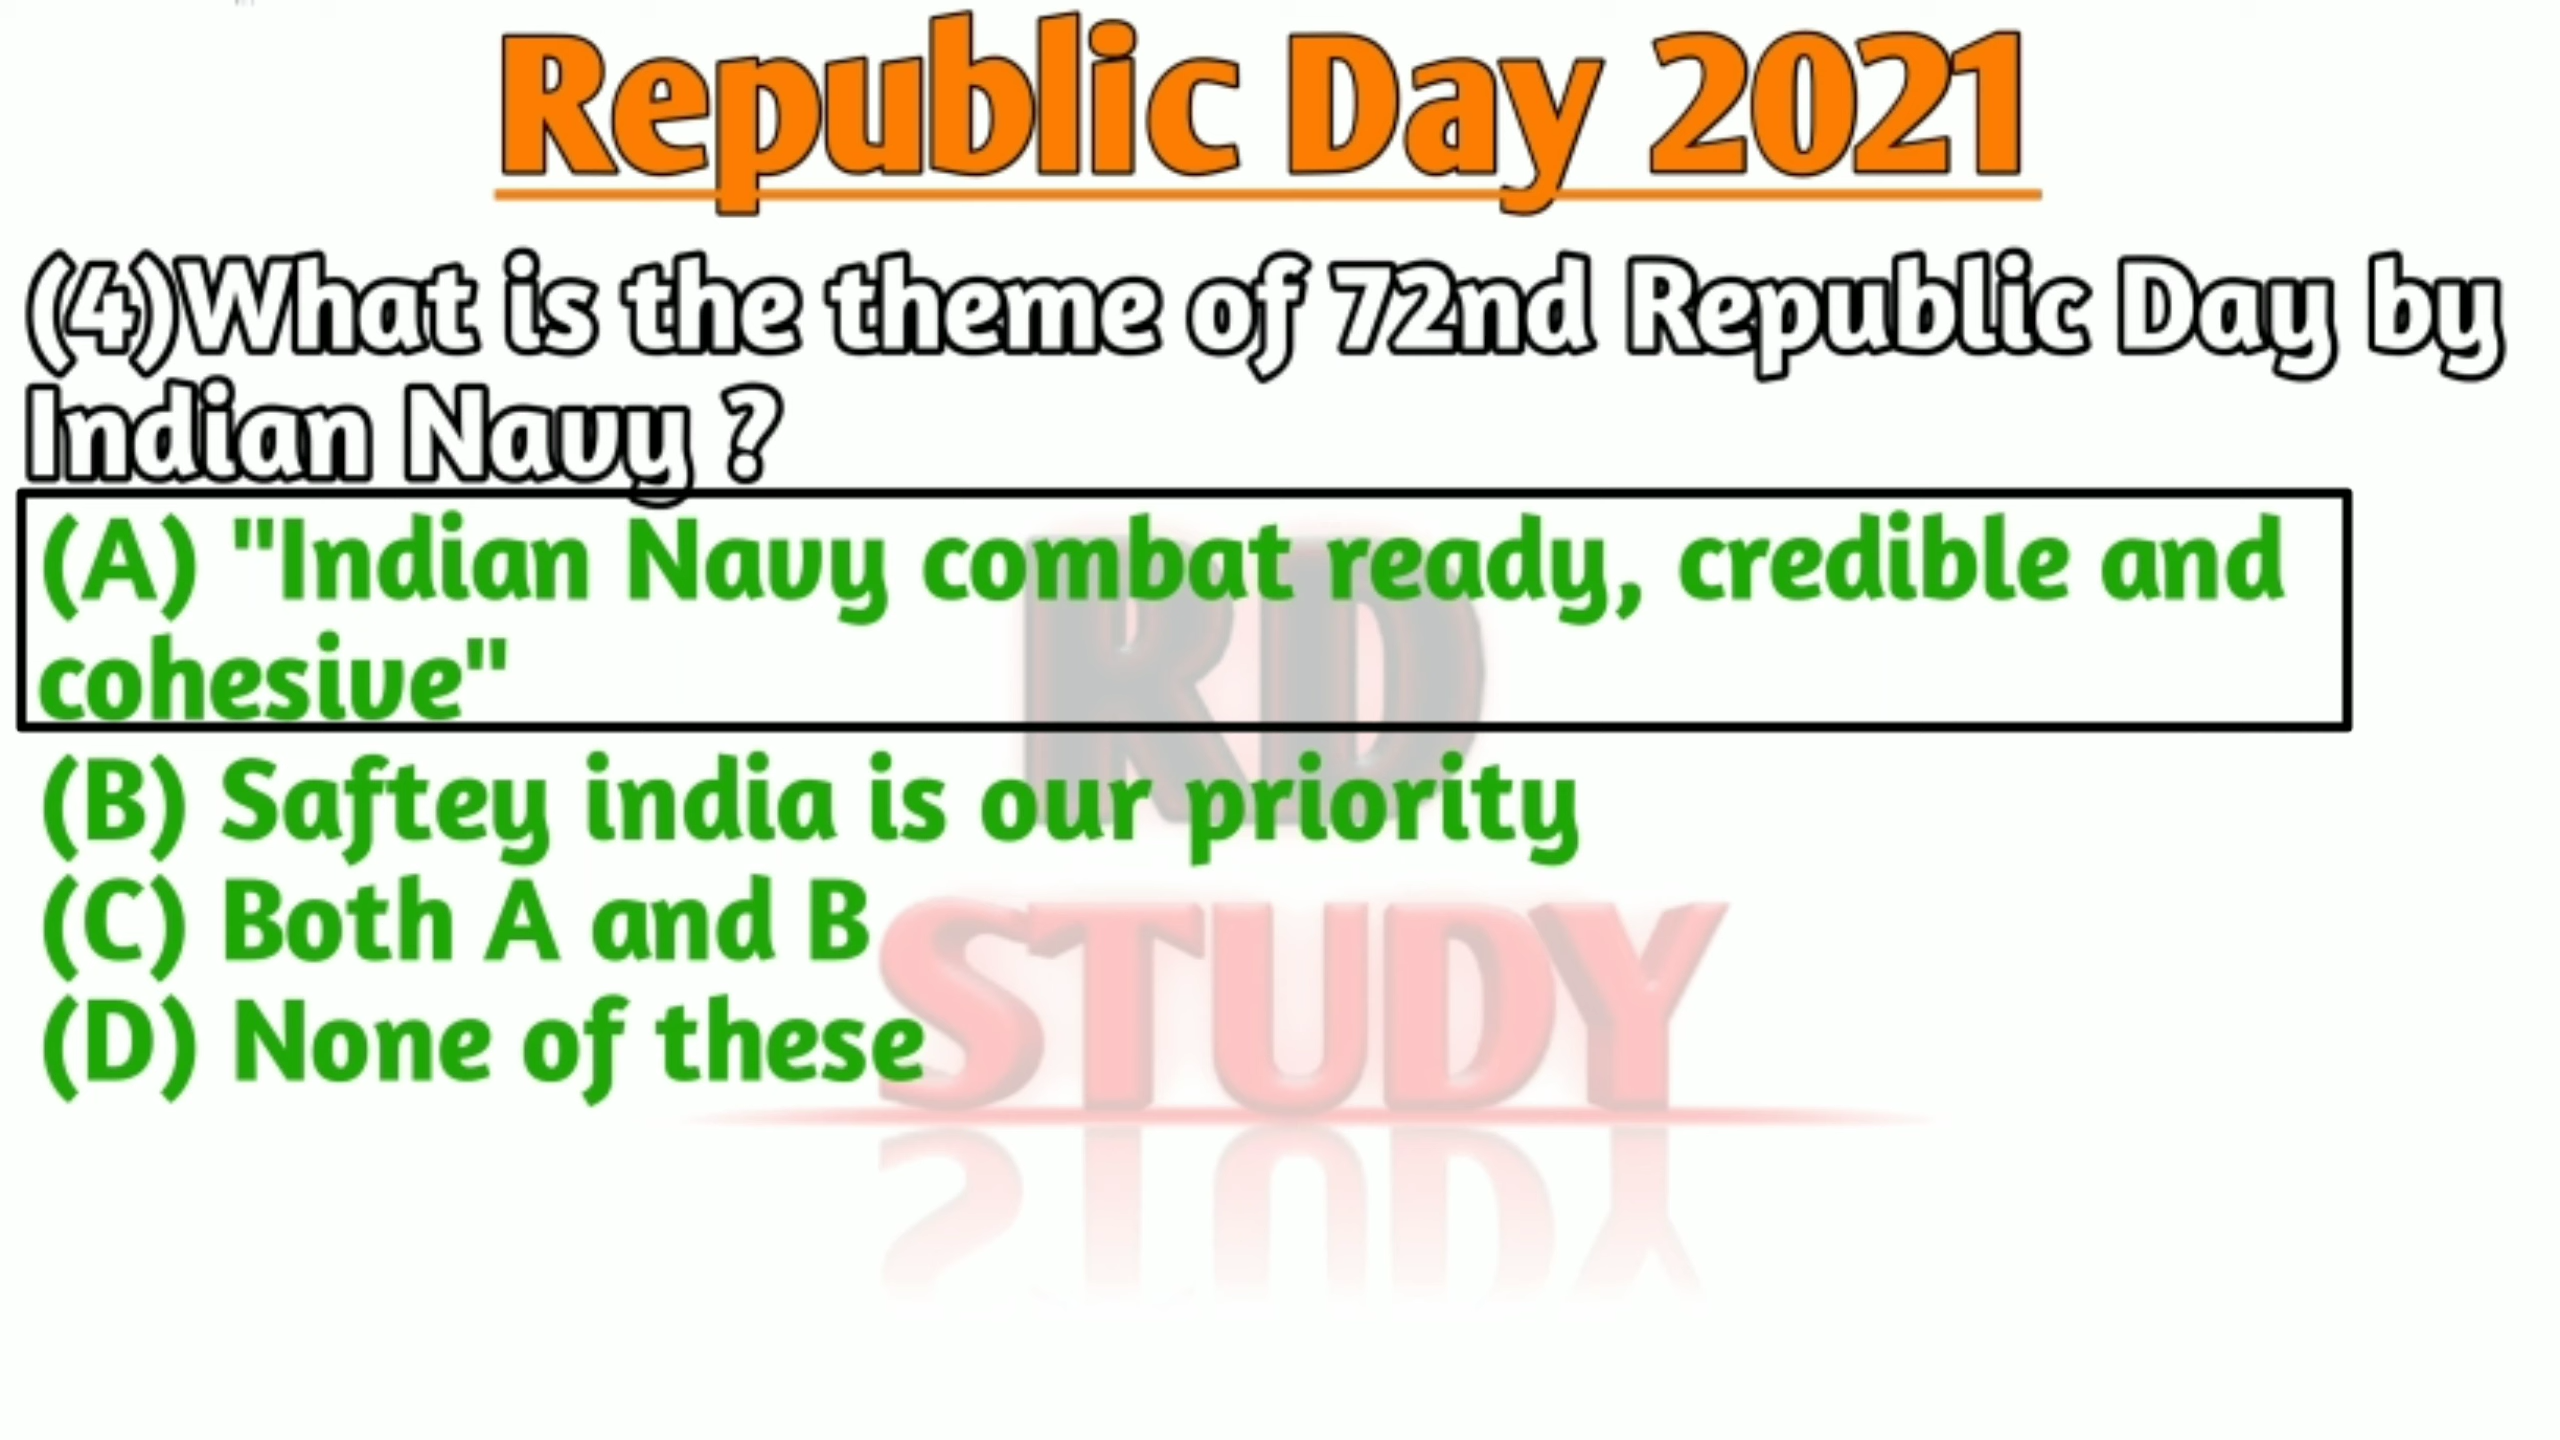 Republic Day 2021
(4)What is the theme of 72nd Republic Day by
Indian Navy ?
(A) "Indian Navy combat ready, credible and
cohesive"
(B) Saftey india is our priority
(C) Both A and B
(D) None of these
RD
STUDY